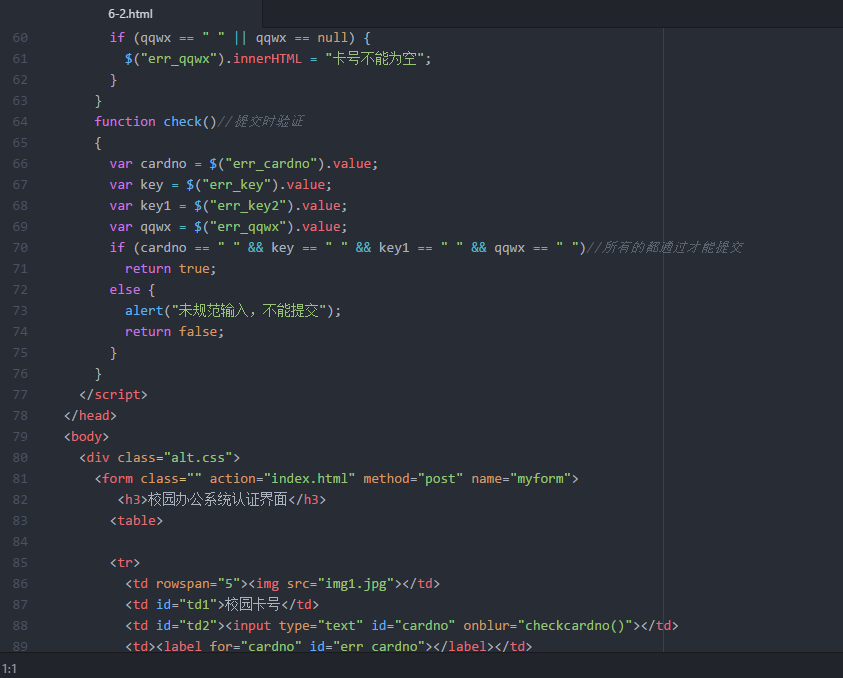 6-2.html
60 if (qqwx == " " || qqwx == null) {
61 $("err_qqwx").innerHTML = "卡号不能为空";
62 }
63 }
64 function check()//提交时验证
65 {
66 var cardno = $("err_cardno").value;
67 var key = $("err_key").value;
68 var key1 = $("err_key2").value;
69 var qqwx = $("err_qqwx").value;
70 if (cardno == " " && key == " " && key1 == " " && qqwx == " ")//所有的都通过才能提交
71 return true;
72 else {
73 alert("未规范输入，不能提交");
74 return false;
75 }
76 }
77 </script>
78 </head>
79 <body>
80 <div class="alt.css">
81 <form class="" action="index.html" method="post" name="myform">
82 <h3>校园办公系统认证界面</h3>
83 <table>
84
85 <tr>
86 <td rowspan="5"><img src="img1.jpg"></td>
87 <td id="td1">校园卡号</td>
88 <td id="td2"><input type="text" id="cardno" onblur="checkcardno()"></td>
89 <td><label for="cardno" id="err_cardno"></label></td>
1:1